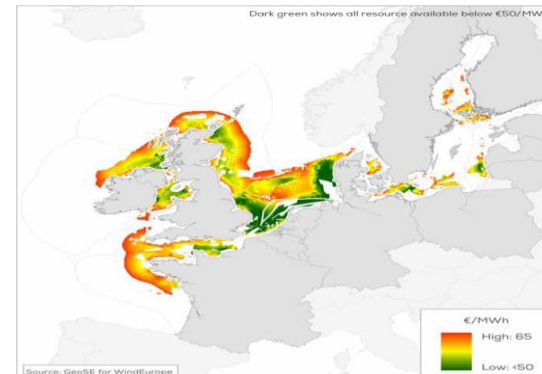 Dark green shows all resource available below €50/MW
€/MWh
High: 65
Low: <50
Source: GeoSE for WindEurope